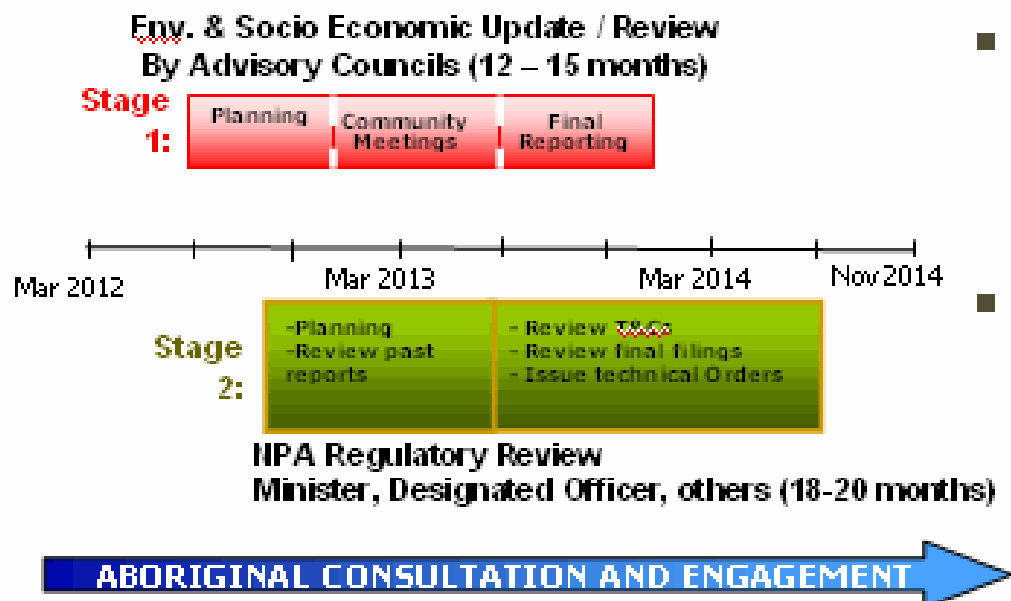 Env. & Socio Economic Update / Review
By Advisory Councils (12 – 15 months)
Stage
1:
Planning
Community
Meetings
Final
Reporting
Mar 2012
Mar 2013
Mar 2014
Nov 2014
Stage
2:
-Planning
-Review past
reports
- Review T&Cs
- Review final filings
- Issue technical Orders
NPA Regulatory Review
Minister, Designated Officer, others (18-20 months)
ABORIGINAL CONSULTATION AND ENGAGEMENT